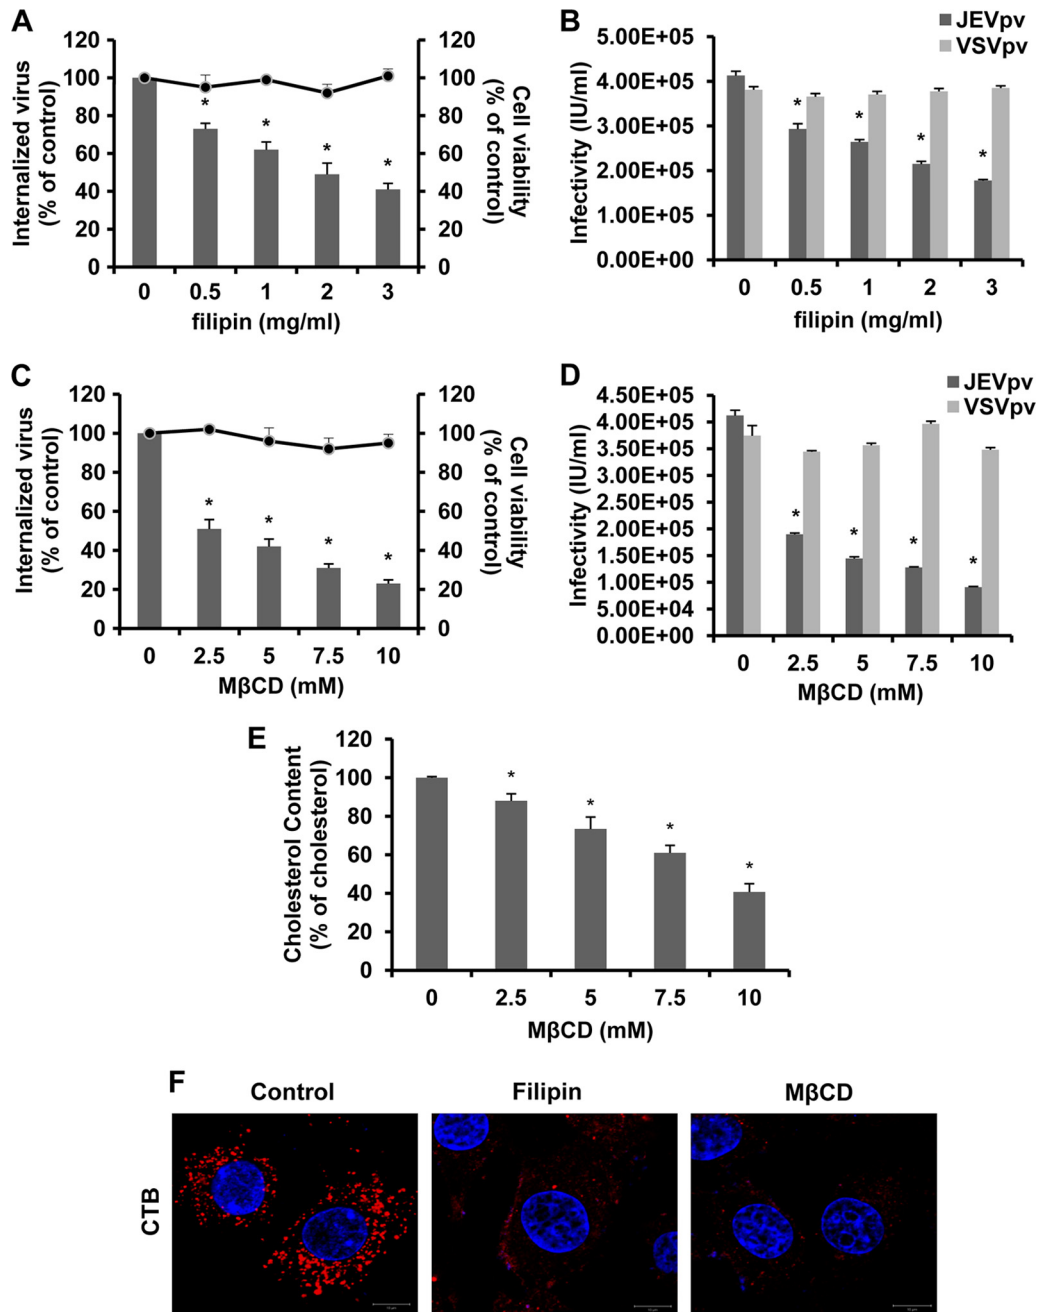 A
Internalized virus
(% of control)
120
100
80
60
40
20
0
*
*
*
*
120
100
80
60
40
20
0
Cell viability
(% of control)
0 0.5 1 2 3
filipin (mg/ml)
B
JEVpv
VSVpv
Infectivity (IU/ml)
5.00E+05
4.00E+05
3.00E+05
2.00E+05
1.00E+05
0.00E+00
*
*
*
*
0 0.5 1 2 3
filipin (mg/ml)
C
Internalized virus
(% of control)
120
100
80
60
40
20
0
*
*
*
*
120
100
80
60
40
20
0
Cell viability
(% of control)
0 2.5 5 7.5 10
MβCD (mM)
D
JEVpv
VSVpv
Infectivity (IU/ml)
4.50E+05
4.00E+05
3.50E+05
3.00E+05
2.50E+05
2.00E+05
1.50E+05
1.00E+05
5.00E+04
0.00E+00
*
*
*
*
0 2.5 5 7.5 10
MβCD (mM)
E
Cholesterol Content
(% of cholesterol)
120
100
80
60
40
20
0
*
*
*
*
0 2.5 5 7.5 10
MβCD (mM)
F
Control Filipin MβCD
CTB